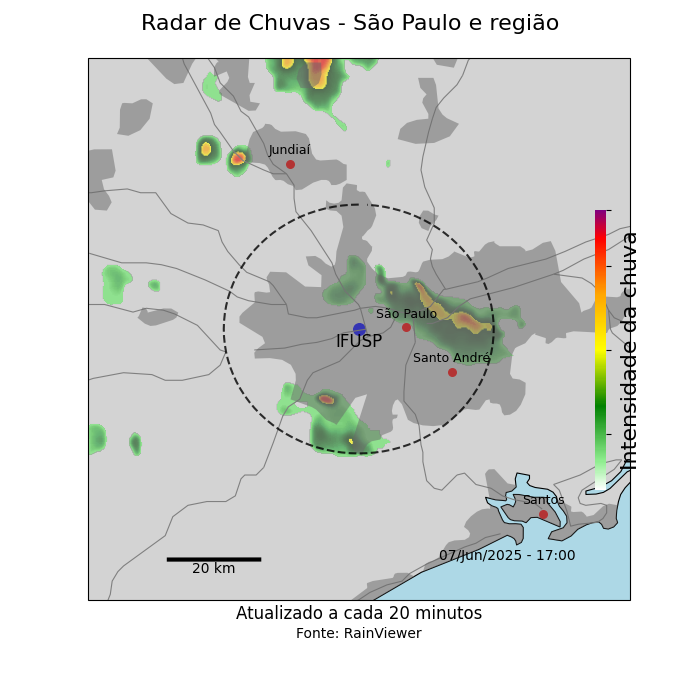 Radar de Chuvas - São Paulo e região
Jundiaí
São Paulo
IFUSP
Santo André
Intensidade da chuva
Santos
07/Jun/2025 - 17:00
20 km
Atualizado a cada 20 minutos
Fonte: RainViewer